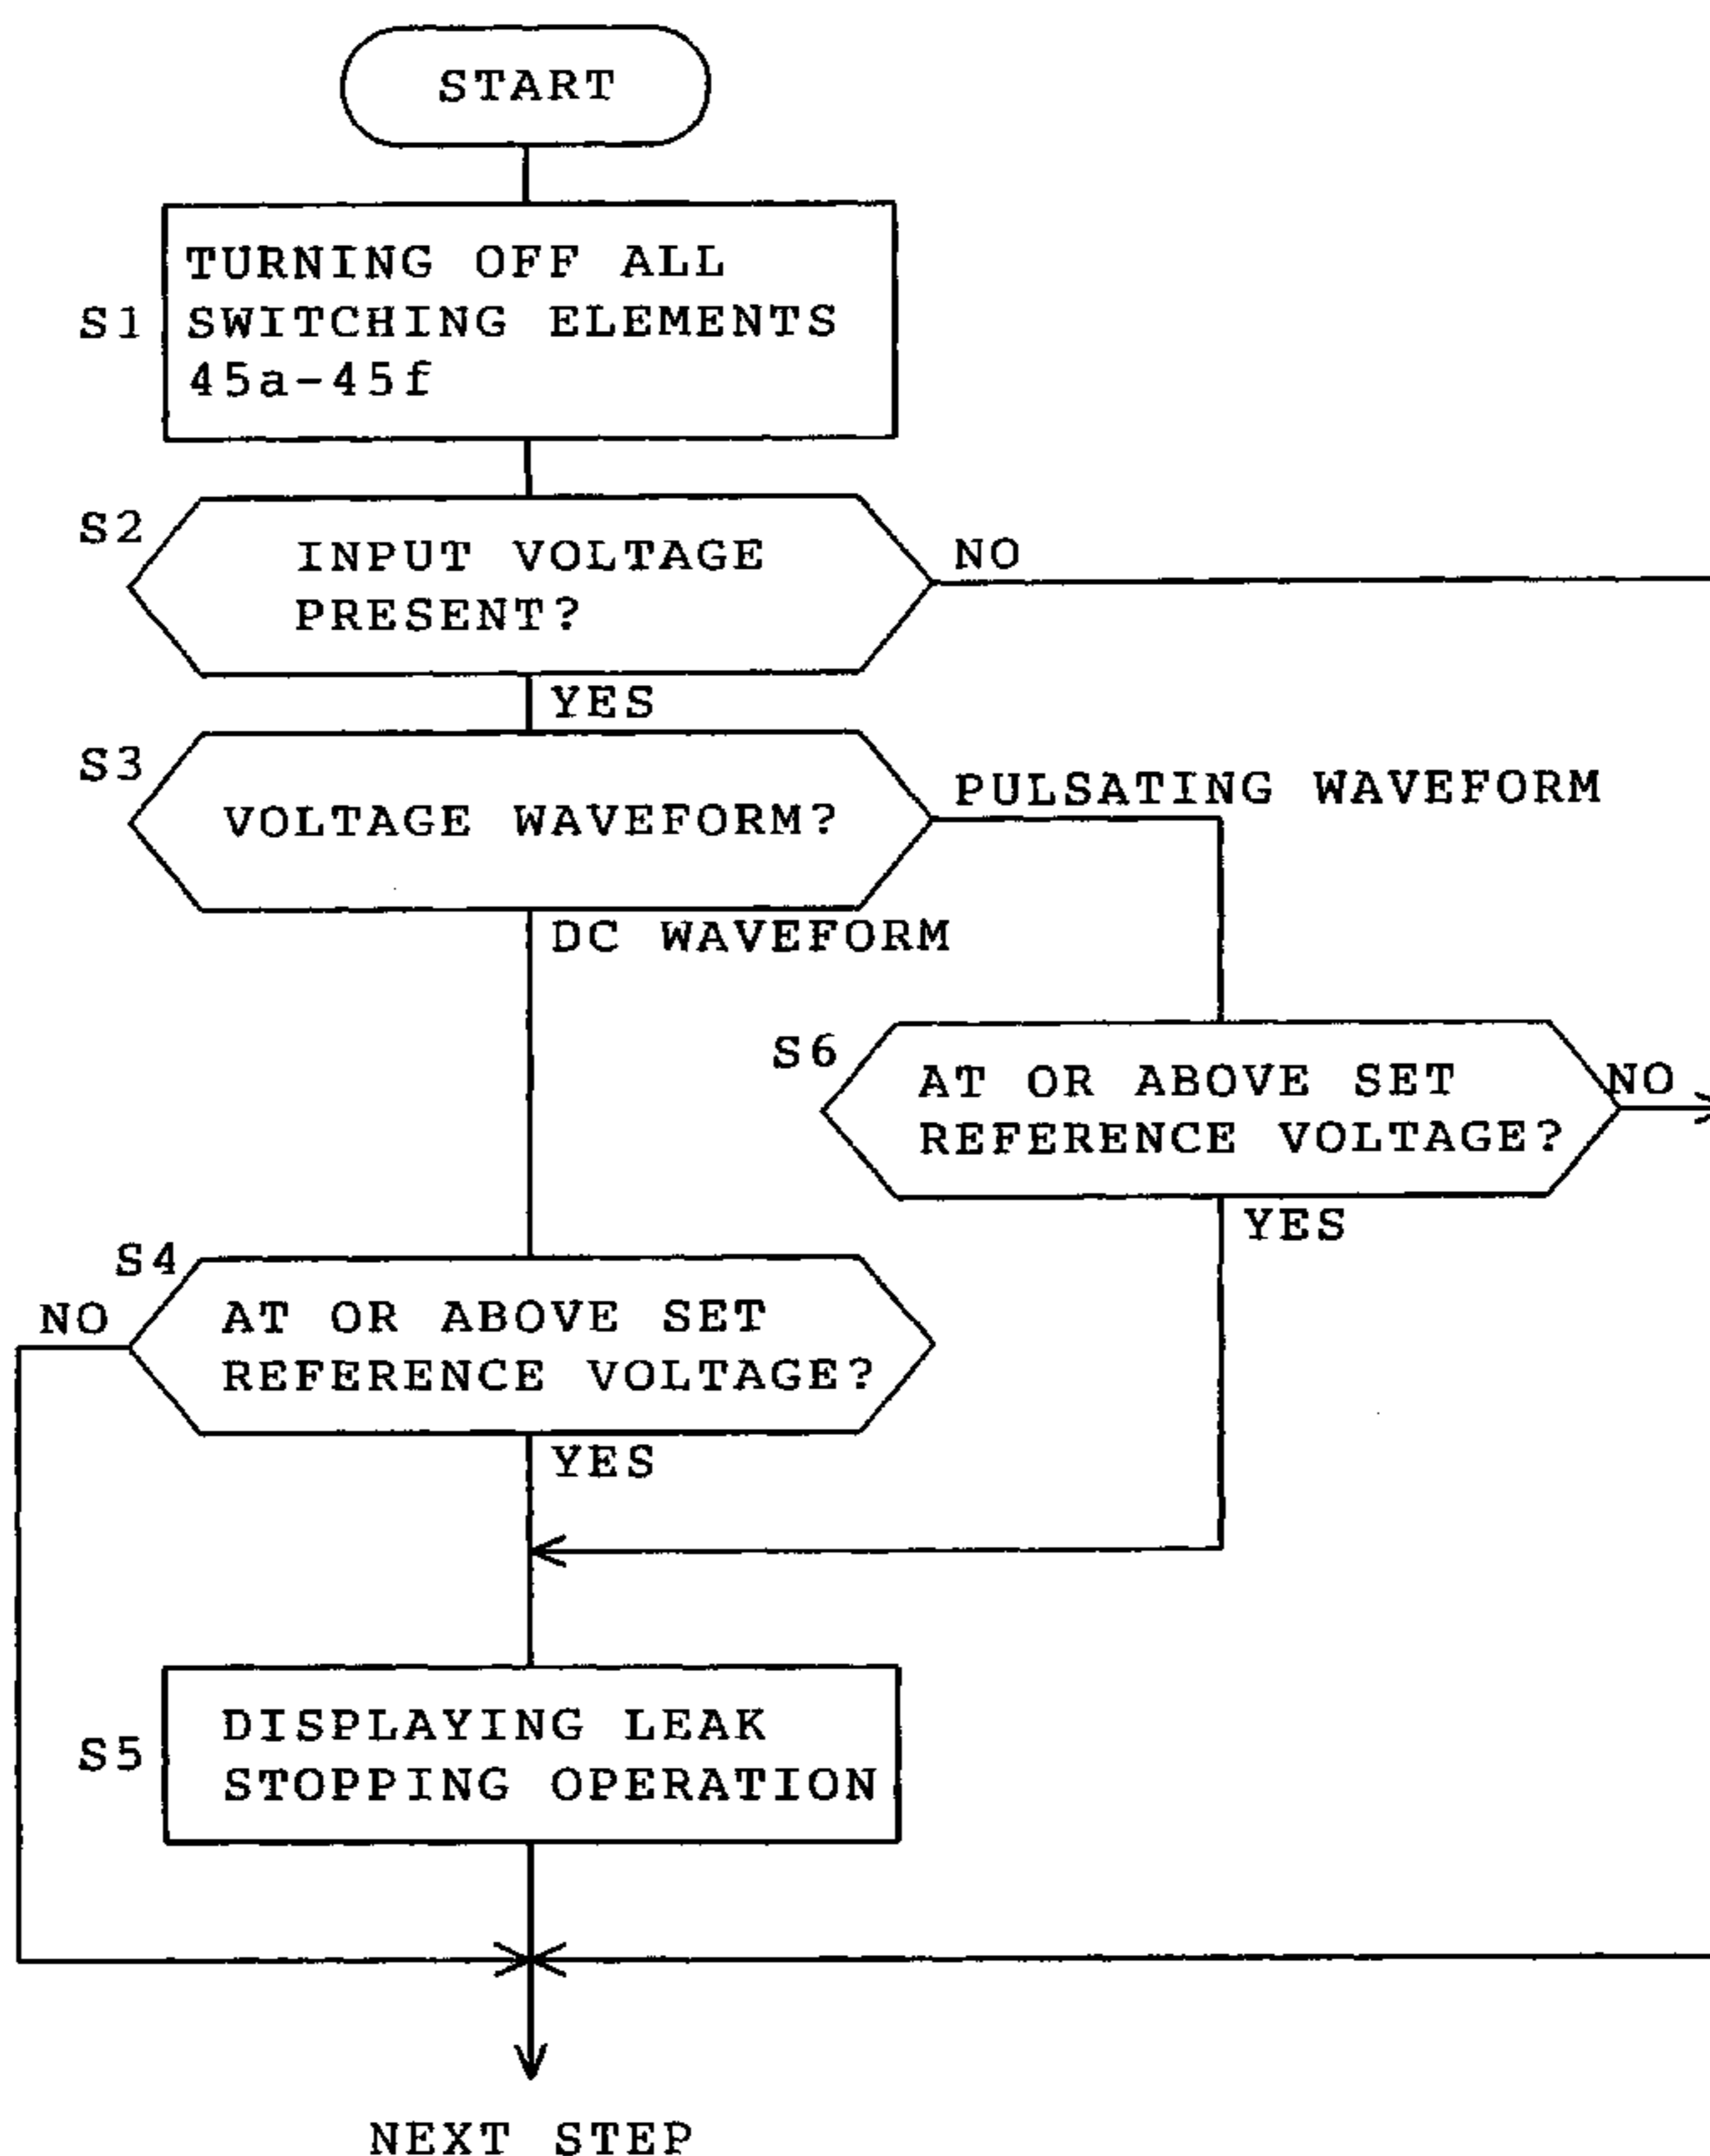 START
S1
TURNING OFF ALL
SWITCHING ELEMENTS
45a-45f
S2
INPUT VOLTAGE
PRESENT?
NO
YES
S3
VOLTAGE WAVEFORM?
PULSATING WAVEFORM
DC WAVEFORM
S6
AT OR ABOVE SET
REFERENCE VOLTAGE?
NO
YES
S4
NO
AT OR ABOVE SET
REFERENCE VOLTAGE?
YES
S5
DISPLAYING LEAK
STOPPING OPERATION
NEXT STEP